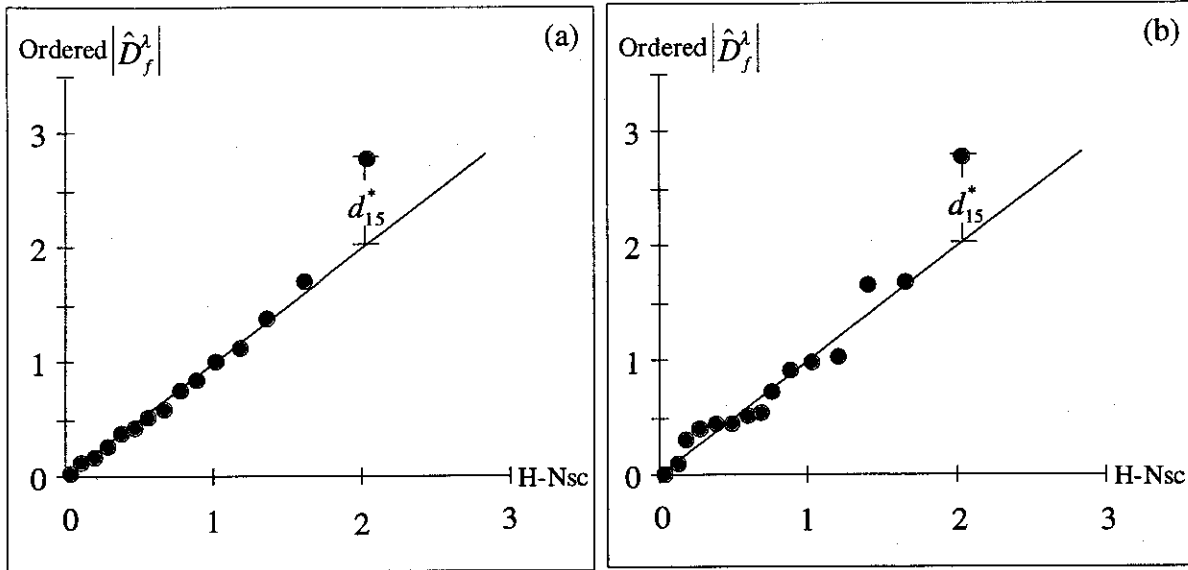 (a)
Ordered |D̂_f^λ|
3
d*_15
2
1
0
H-Nsc
0 1 2 3
(b)
Ordered |D̂_f^λ|
3
d*_15
2
1
0
H-Nsc
0 1 2 3